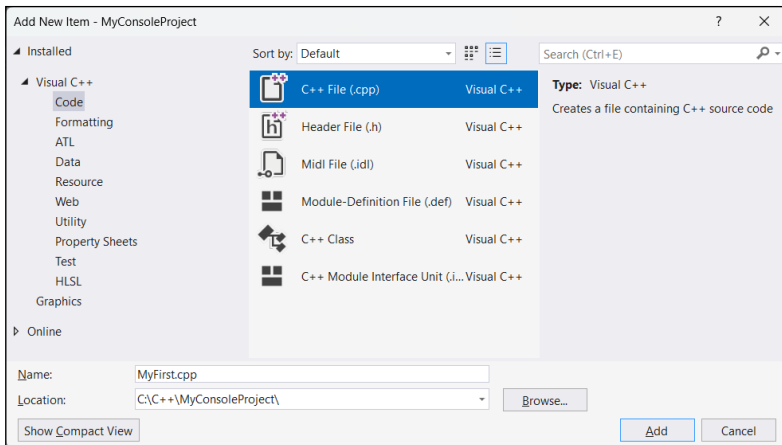 Add New Item - MyConsoleProject ? ×
Installed
Sort by: Default
Search (Ctrl+E)
Visual C++
Code
Formatting
ATL
Data
Resource
Web
Utility
Property Sheets
Test
HLSL
Graphics
Online
C++ File (.cpp) Visual C++
Header File (.h) Visual C++
Midl File (.idl) Visual C++
Module-Definition File (.def) Visual C++
C++ Class Visual C++
C++ Module Interface Unit (.i... Visual C++
Type: Visual C++
Creates a file containing C++ source code
Name: MyFirst.cpp
Location: C:\C++\MyConsoleProject\
Browse...
Show Compact View
Add
Cancel